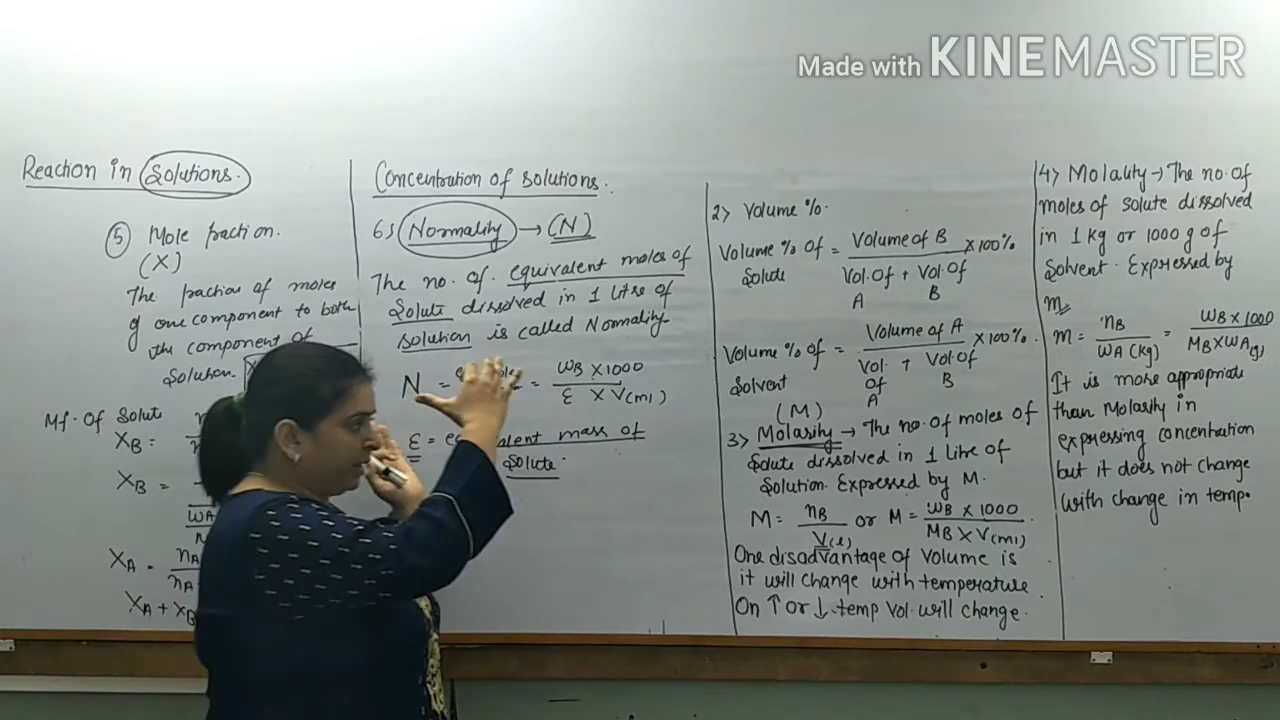 Made with KINEMASTER
Reaction in Solutions.
⑤ Mole fraction.
(X)
The fraction of moles
of one component to both
the component of
Solution.
Mf. Of Solute
XB =
XB =
WA
XA = nA
nA
XA + XB
Concentration of solutions.
6) Normality → (N)
The no. of. equivalent moles of
Solute dissolved in 1 litre of
solution is called Normality
N = = WB × 1000
E × V(ml)
E = mass of
Solute.
2) Volume %.
Volume % of = Volume of B × 100%
Solute Vol. of + Vol. of
A B
Volume % of = Volume of A × 100%.
Solvent Vol. + Vol. of
of B
A
(M)
3) Molarity → The no. of moles of
Solute dissolved in 1 litre of
Solution. Expressed by M.
M = nB or M = WB × 1000
V(l) MB × V(ml)
One disadvantage of volume is
it will change with temperature.
On ↑ or ↓ temp Vol. will change.
4) Molality → The no. of
moles of solute dissolved
in 1 kg or 1000 g of
Solvent. Expressed by
m
m = nB = WB × 1000
WA (kg) MB × WA(g)
It is more appropriate
than Molarity in
expressing concentration
but it does not change
with change in temp.